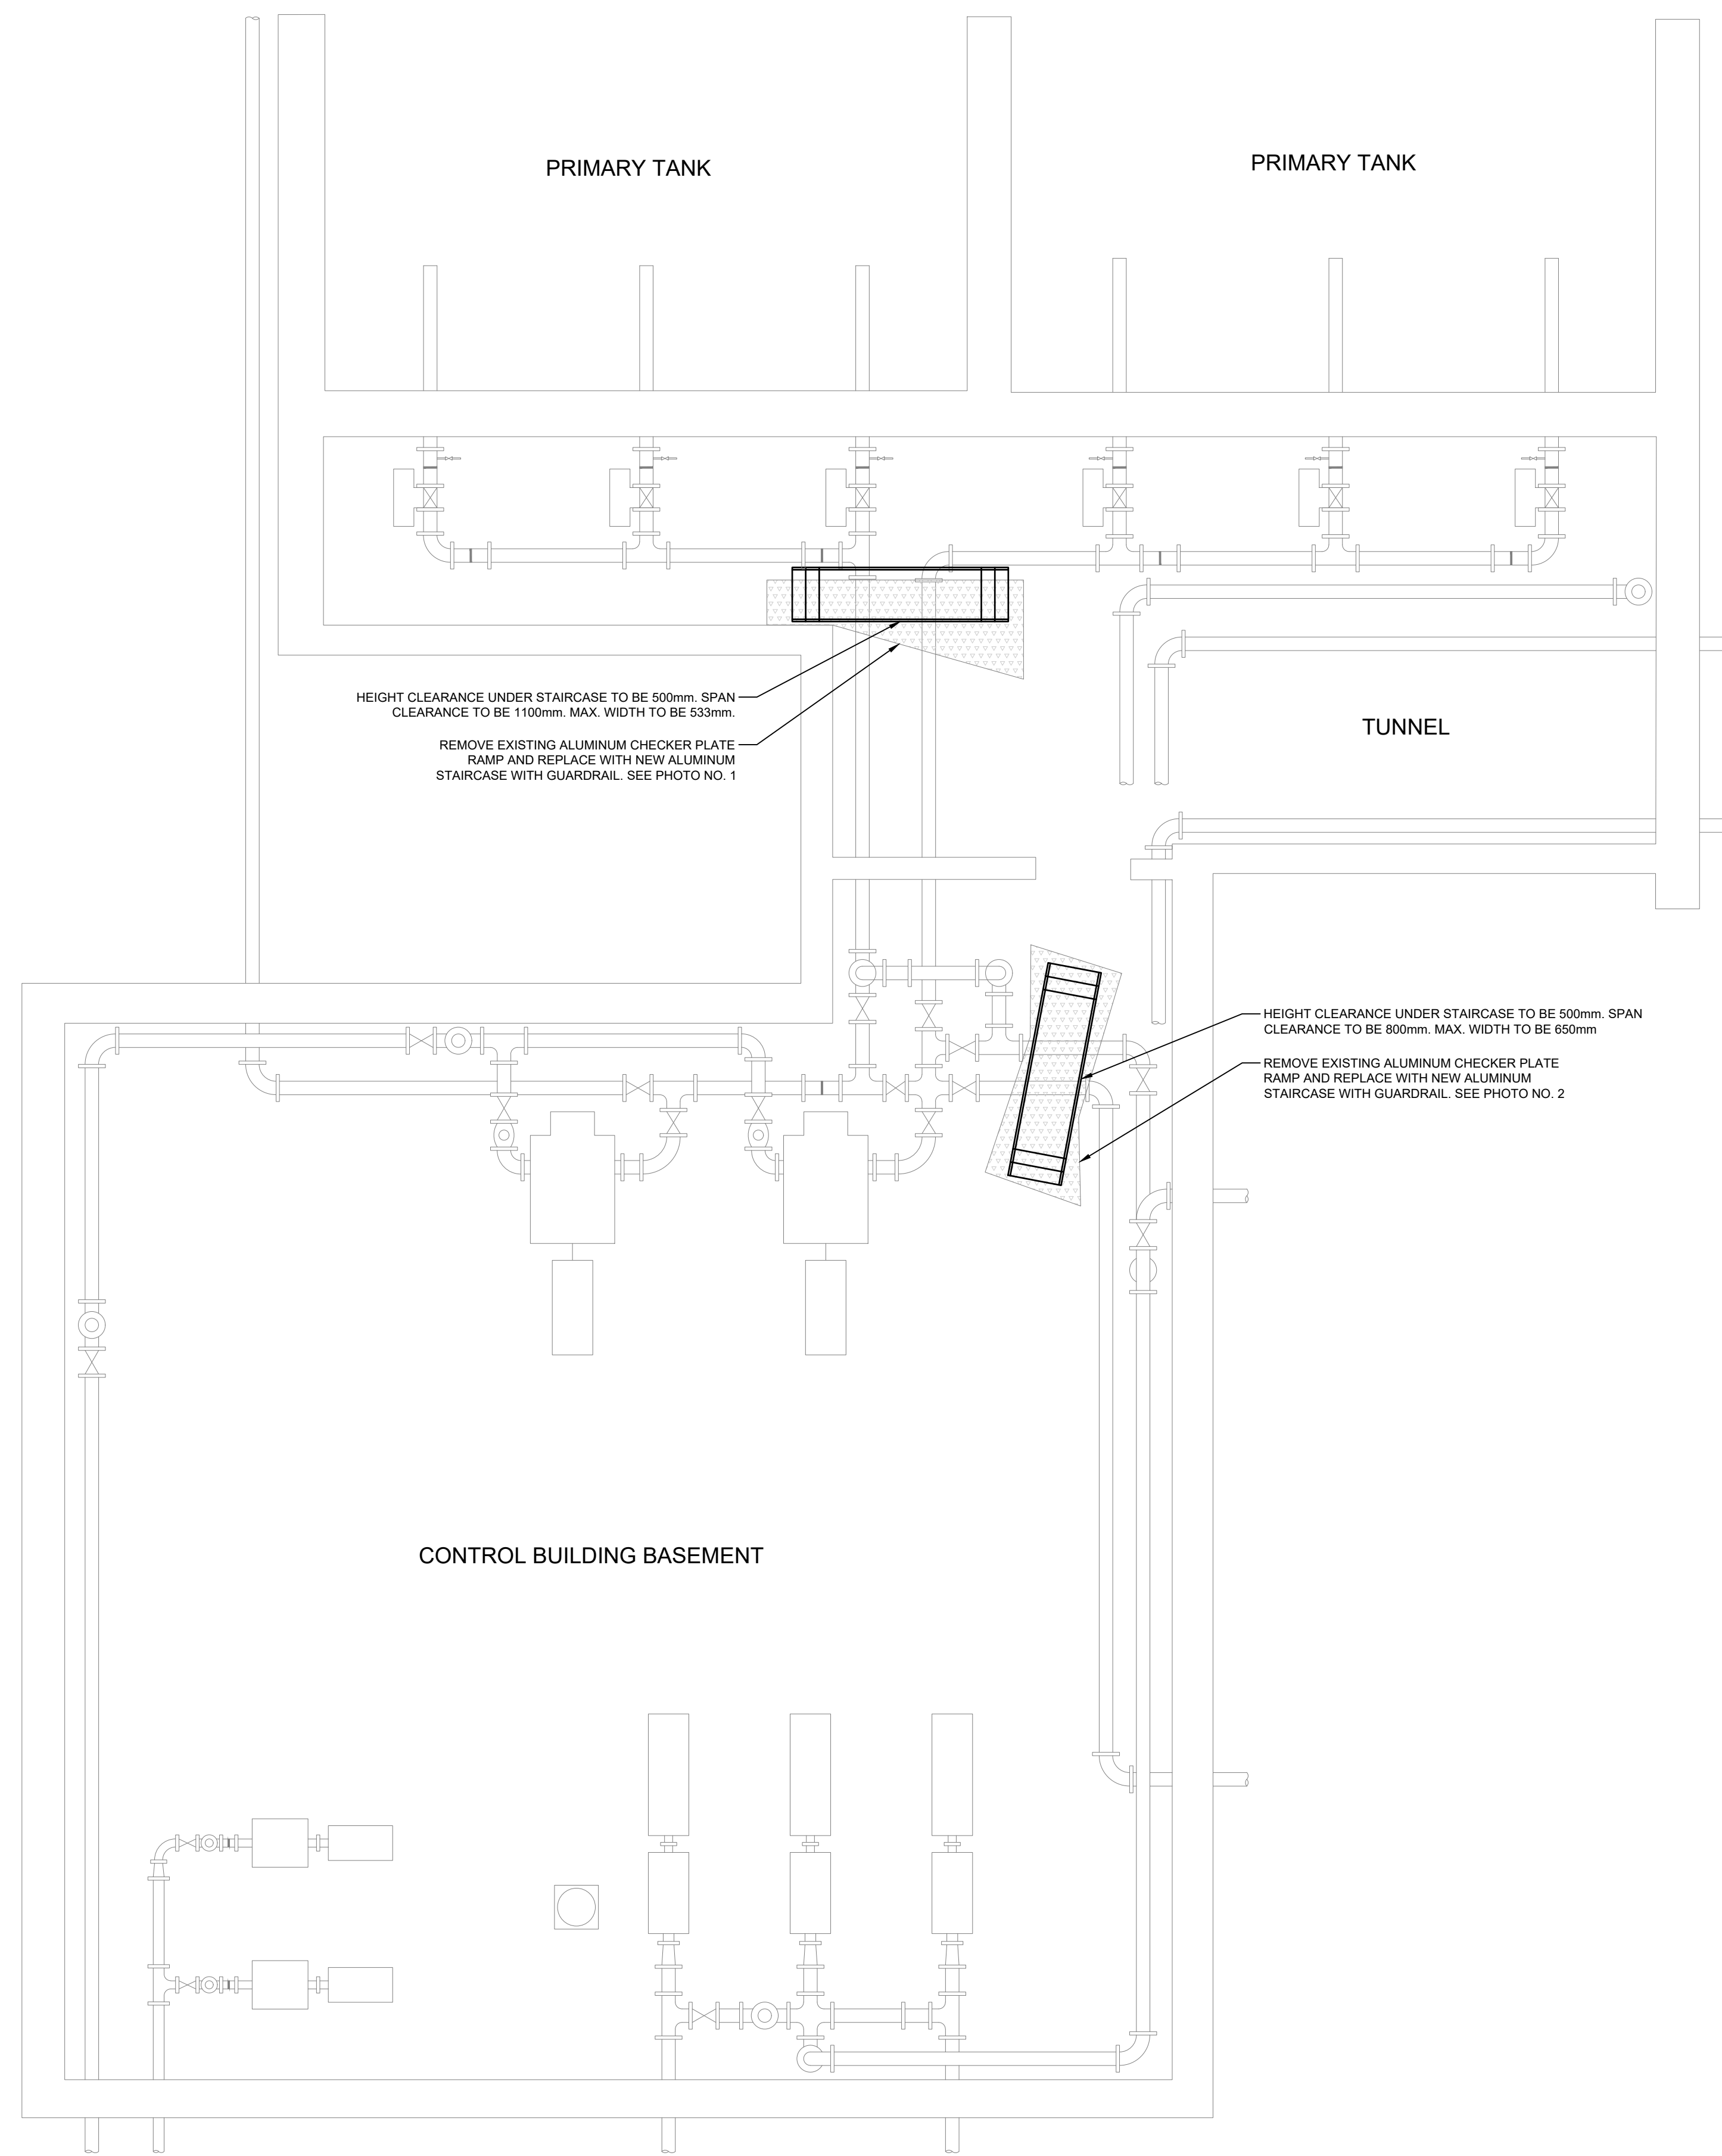 PRIMARY TANK
PRIMARY TANK
HEIGHT CLEARANCE UNDER STAIRCASE TO BE 500mm. SPAN
CLEARANCE TO BE 1100mm. MAX. WIDTH TO BE 533mm.
REMOVE EXISTING ALUMINUM CHECKER PLATE
RAMP AND REPLACE WITH NEW ALUMINUM
STAIRCASE WITH GUARDRAIL. SEE PHOTO NO. 1
TUNNEL
HEIGHT CLEARANCE UNDER STAIRCASE TO BE 500mm. SPAN
CLEARANCE TO BE 800mm. MAX. WIDTH TO BE 650mm
REMOVE EXISTING ALUMINUM CHECKER PLATE
RAMP AND REPLACE WITH NEW ALUMINUM
STAIRCASE WITH GUARDRAIL. SEE PHOTO NO. 2
CONTROL BUILDING BASEMENT